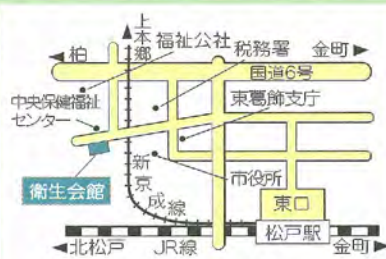 上本郷
福祉公社
税務署
柏
金町
国道6号
中央保健福祉
センター
東葛飾支庁
衛生会館
新京成線
市役所
東口
松戸駅
北松戸
JR線
金町